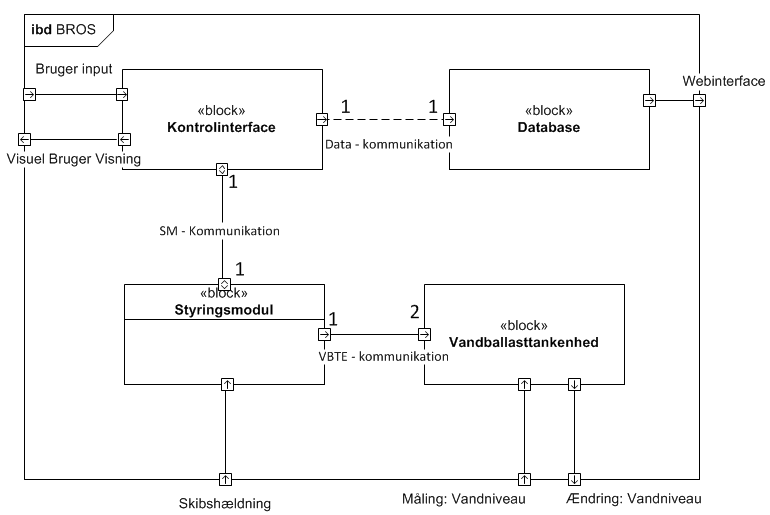 ibd BROS
Bruger input
Webinterface
«block»
Kontrolinterface
1
1
«block»
Database
Data - kommunikation
Visuel Bruger Visning
1
SM - Kommunikation
1
«block»
Styringsmodul
1
2
«block»
Vandballasttankenhed
VBTE - kommunikation
Skibshældning
Måling: Vandniveau
Ændring: Vandniveau